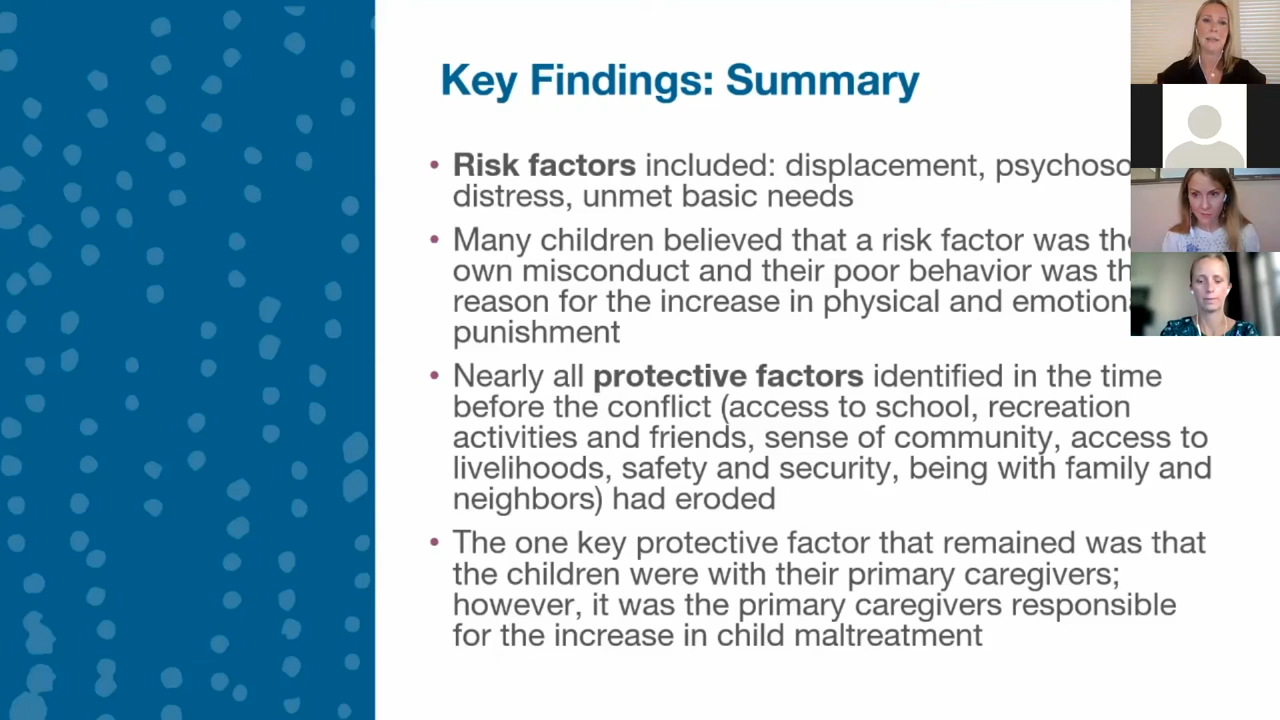 Key Findings: Summary
• Risk factors included: displacement, psychoso
distress, unmet basic needs
• Many children believed that a risk factor was the
own misconduct and their poor behavior was th
reason for the increase in physical and emotiona
punishment
• Nearly all protective factors identified in the time
before the conflict (access to school, recreation
activities and friends, sense of community, access to
livelihoods, safety and security, being with family and
neighbors) had eroded
• The one key protective factor that remained was that
the children were with their primary caregivers;
however, it was the primary caregivers responsible
for the increase in child maltreatment